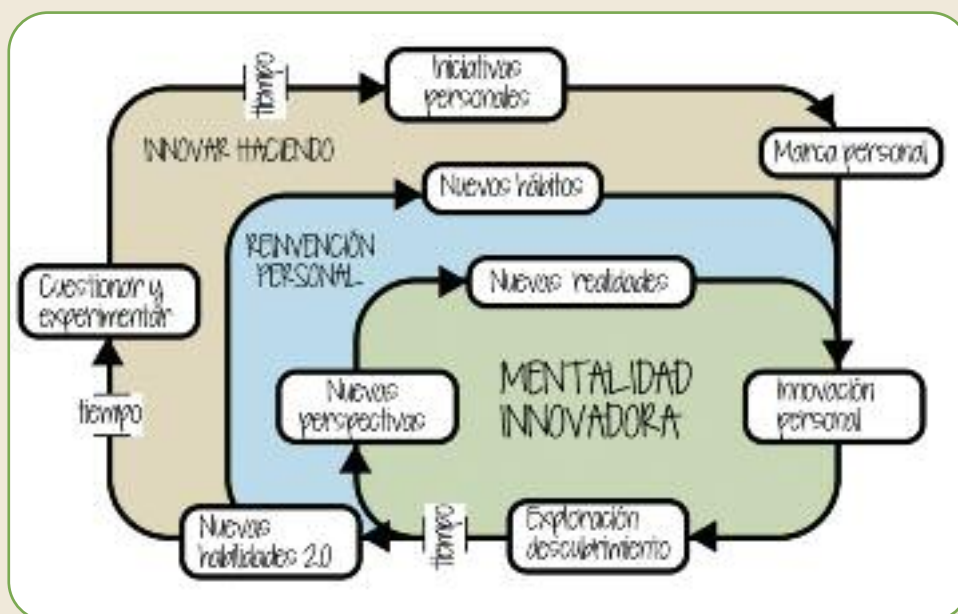 tiempo
Iniciativas
personales
INNOVAR HACIENDO
Marca personal
Nuevos hábitos
REINVENCIÓN
PERSONAL
Nuevas realidades
Cuestionar y
experimentar
MENTALIDAD
INNOVADORA
Nuevas
perspectivas
Innovación
personal
tiempo
Nuevas
habilidades 2.0
tiempo
Exploración
descubrimiento